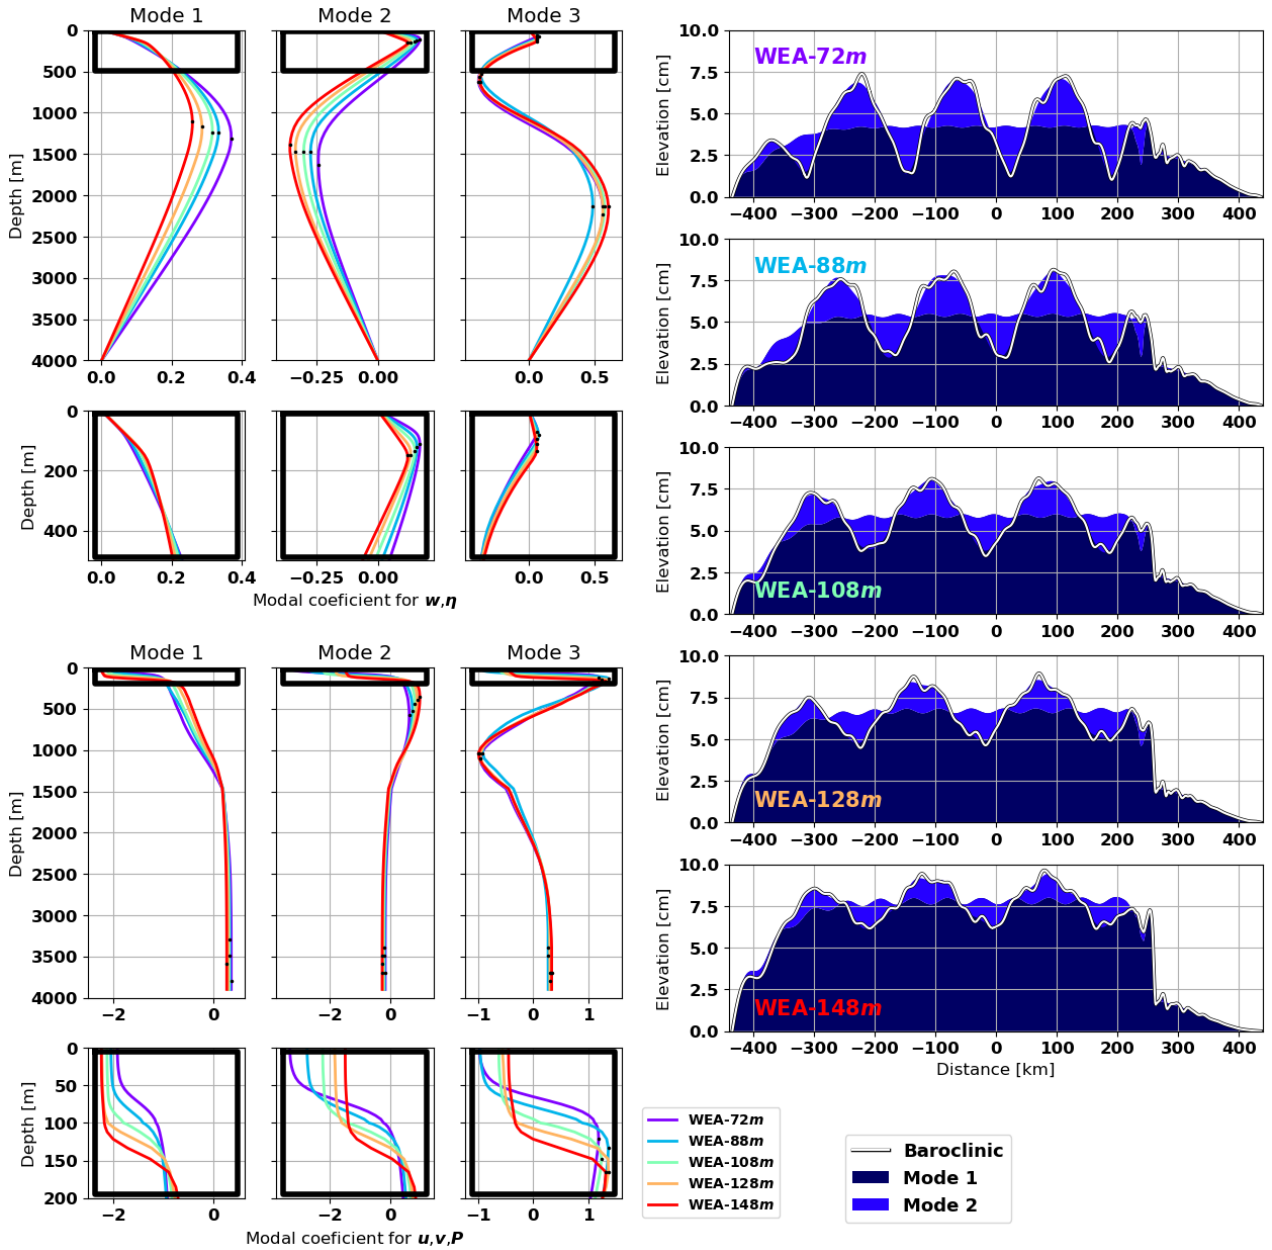 Mode 1
Mode 2
Mode 3
0
500
1000
1500
2000
2500
3000
3500
4000
Depth [m]
0.0 0.2 0.4
−0.25 0.00
0.0 0.5
0
200
400
Depth [m]
0.0 0.2 0.4
−0.25 0.00
0.0 0.5
Modal coeficient for w,η
Mode 1
Mode 2
Mode 3
0
500
1000
1500
2000
2500
3000
3500
4000
Depth [m]
−2 0
−2 0
−1 0 1
0
50
100
150
200
Depth [m]
−2 0
−2 0
−1 0 1
Modal coeficient for u,v,P
10.0
7.5
5.0
2.5
0.0
Elevation [cm]
WEA-72m
−400 −300 −200 −100 0 100 200 300 400
10.0
7.5
5.0
2.5
0.0
Elevation [cm]
WEA-88m
−400 −300 −200 −100 0 100 200 300 400
10.0
7.5
5.0
2.5
0.0
Elevation [cm]
WEA-108m
−400 −300 −200 −100 0 100 200 300 400
10.0
7.5
5.0
2.5
0.0
Elevation [cm]
WEA-128m
−400 −300 −200 −100 0 100 200 300 400
10.0
7.5
5.0
2.5
0.0
Elevation [cm]
WEA-148m
−400 −300 −200 −100 0 100 200 300 400
Distance [km]
WEA-72m
WEA-88m
WEA-108m
WEA-128m
WEA-148m
Baroclinic
Mode 1
Mode 2